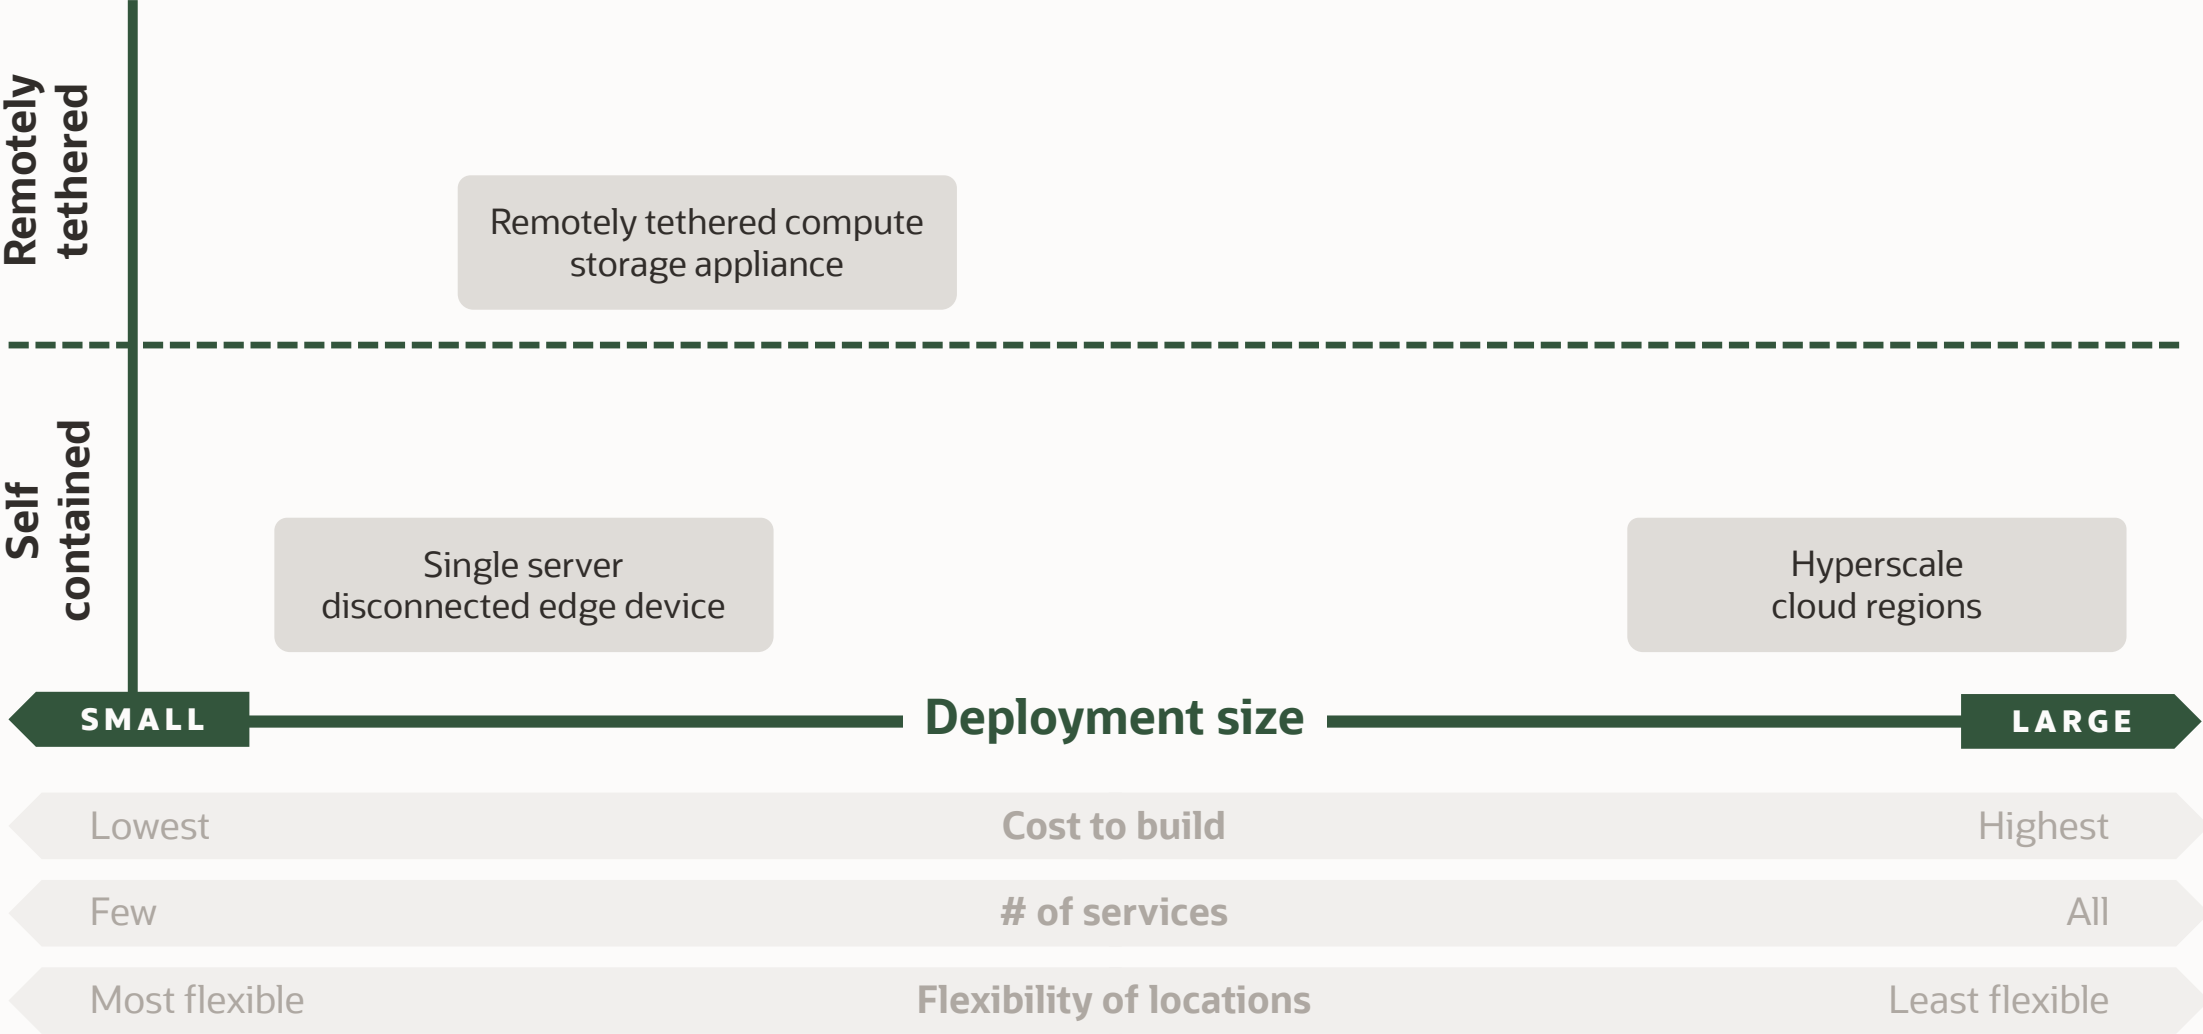 Remotely
tethered
Remotely tethered compute
storage appliance
Self
contained
Single server
disconnected edge device
Hyperscale
cloud regions
SMALL
Deployment size
LARGE
Lowest
Cost to build
Highest
Few
# of services
All
Most flexible
Flexibility of locations
Least flexible